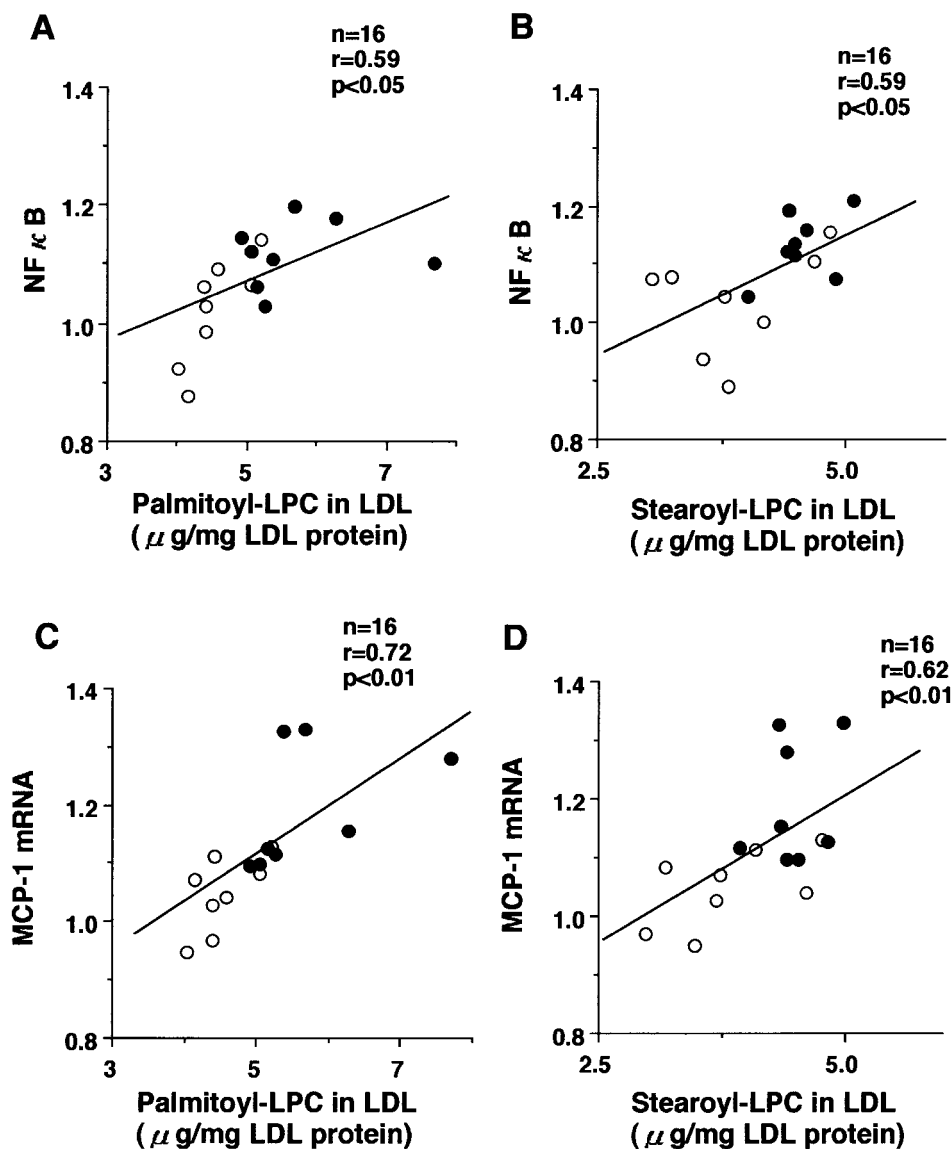 A
n=16
r=0.59
p<0.05
1.4
1.2
1.0
0.8
NF κ B
3
5
7
Palmitoyl-LPC in LDL
( μ g/mg LDL protein)
B
n=16
r=0.59
p<0.05
1.4
1.2
1.0
0.8
NF κ B
2.5
5.0
Stearoyl-LPC in LDL
( μ g/mg LDL protein)
C
n=16
r=0.72
p<0.01
1.4
1.2
1.0
0.8
MCP-1 mRNA
3
5
7
Palmitoyl-LPC in LDL
( μ g/mg LDL protein)
D
n=16
r=0.62
p<0.01
1.4
1.2
1.0
0.8
MCP-1 mRNA
2.5
5.0
Stearoyl-LPC in LDL
( μ g/mg LDL protein)